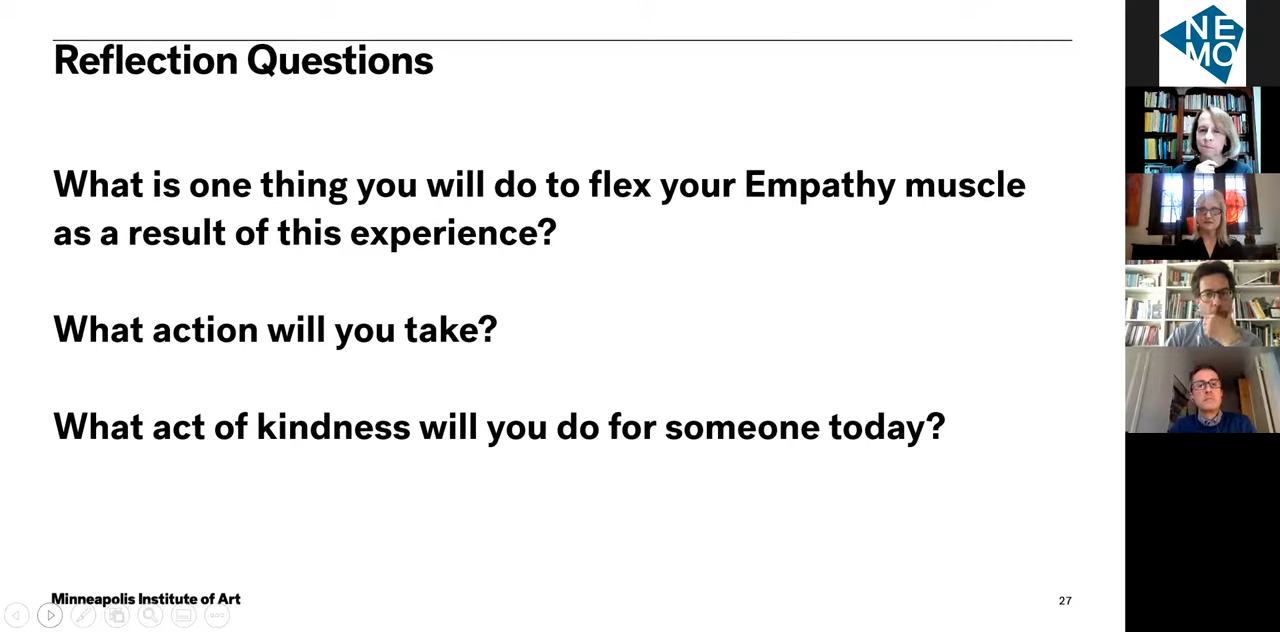 Reflection Questions
What is one thing you will do to flex your Empathy muscle
as a result of this experience?
What action will you take?
What act of kindness will you do for someone today?
Minneapolis Institute of Art
27
NE
MO